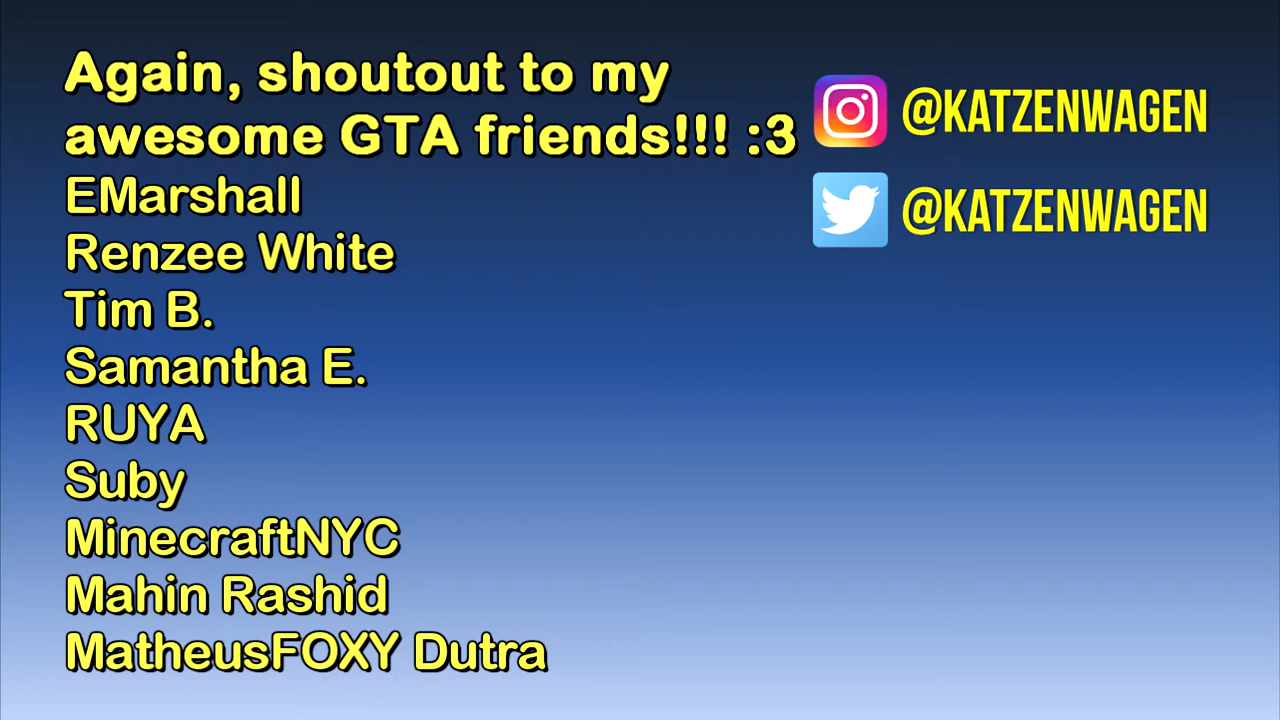 Again, shoutout to my
awesome GTA friends!!! :3
EMarshall
Renzee White
Tim B.
Samantha E.
RUYA
Suby
MinecraftNYC
Mahin Rashid
MatheusFOXY Dutra
@KATZENWAGEN
@KATZENWAGEN